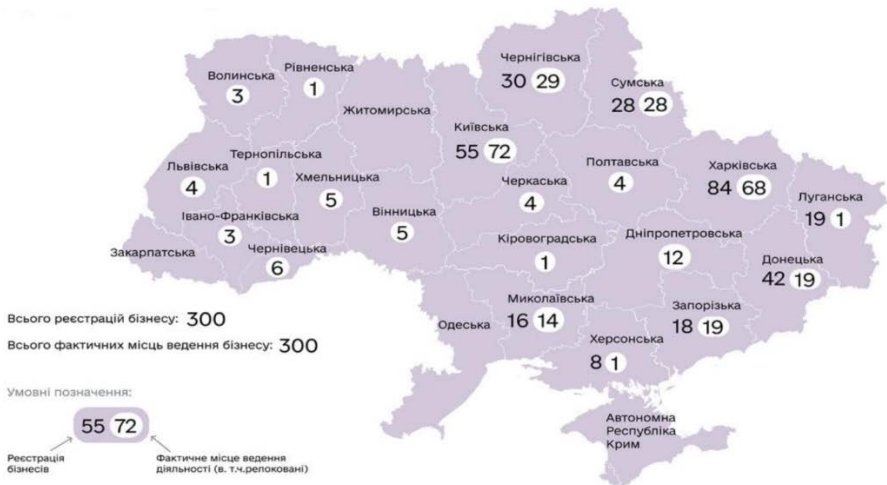 Чернігівська
30 29
Сумська
28 28
Рівненська
1
Волинська
3
Житомирська
Київська
55 72
Львівська
4
Тернопільська
1
Хмельницька
5
Черкаська
4
Полтавська
4
Харківська
84 68
Луганська
19 1
Івано-Франківська
3
Вінницька
5
Закарпатська
Чернівецька
6
Кіровоградська
1
Дніпропетровська
12
Донецька
42 19
Миколаївська
16 14
Одеська
Запорізька
18 19
Херсонська
8 1
Автономна
Республіка
Крим
Всього реєстрацій бізнесу: 300
Всього фактичних місць ведення бізнесу: 300
Умовні позначення:
55 72
Реєстрація
бізнесів
Фактичне місце ведення
діяльності (в. т.ч.релоковані)